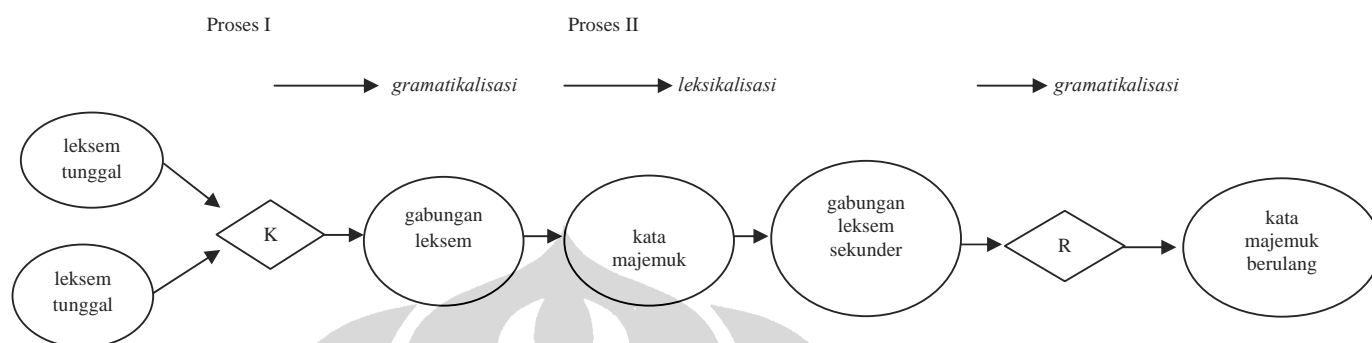 Proses I
Proses II
gramatikalisasi
leksikalisasi
gramatikalisasi
leksem
tunggal
leksem
tunggal
K
gabungan
leksem
kata
majemuk
gabungan
leksem
sekunder
R
kata
majemuk
berulang